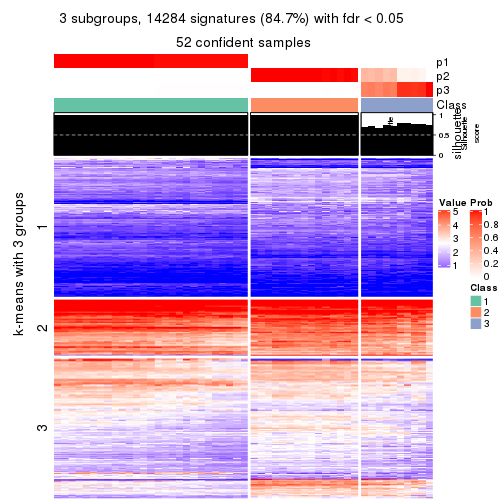 3 subgroups, 14284 signatures (84.7%) with fdr < 0.05
52 confident samples
p1
p2
p3
Class
1
0.5
0
silhouette
Silhouette
score
k-means with 3 groups
1
2
3
Value
5
4
3
2
1
Prob
1
0.8
0.6
0.4
0.2
0
Class
1
2
3